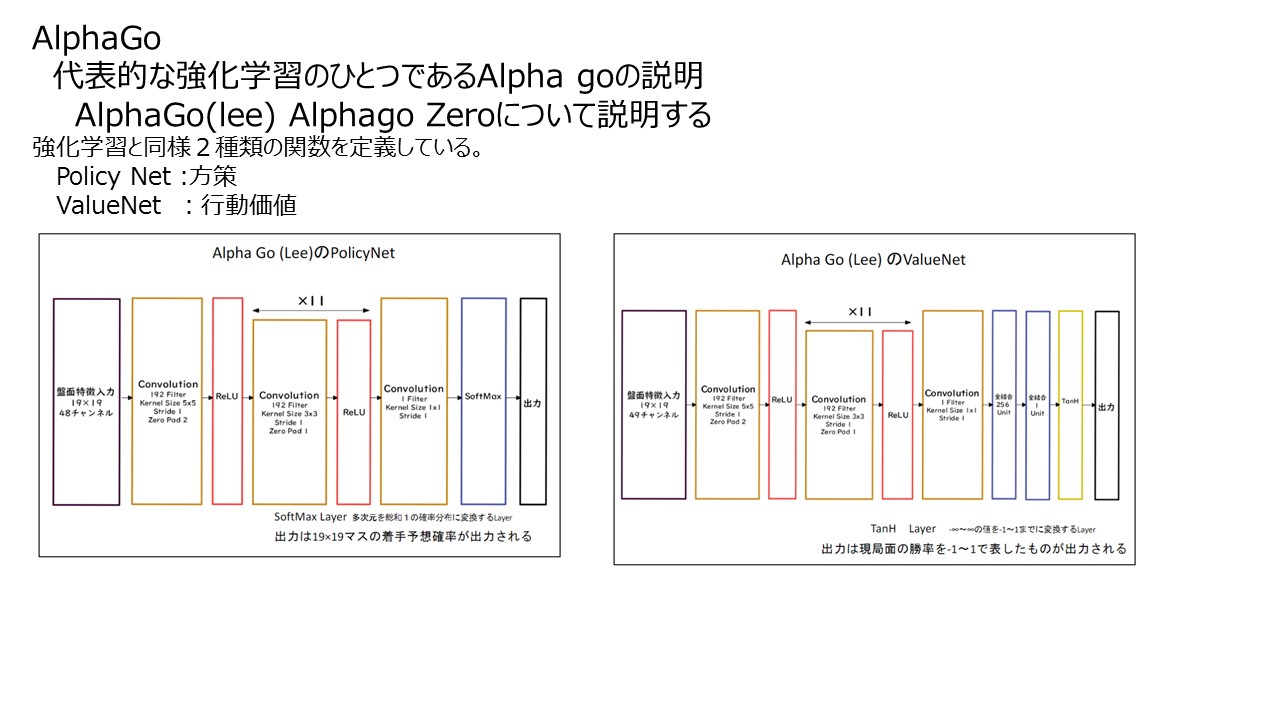 AlphaGo
代表的な強化学習のひとつであるAlpha goの説明
AlphaGo(lee) Alphago Zeroについて説明する
強化学習と同様２種類の関数を定義している。
Policy Net :方策
ValueNet : 行動価値
Alpha Go (Lee)のPolicyNet
×11
盤面特徴入力
19×19
48チャンネル
Convolution
192 Filter
Kernel Size 5x5
Stride 1
Zero Pad 2
ReLU
Convolution
192 Filter
Kernel Size 3x3
Stride 1
Zero Pad 1
ReLU
Convolution
1 Filter
Kernel Size 1x1
Stride 1
SoftMax
出力
SoftMax Layer 多次元を総和１の確率分布に変換するLayer
出力は19×19マスの着手予想確率が出力される
Alpha Go (Lee) のValueNet
×11
盤面特徴入力
19×19
49チャンネル
Convolution
192 Filter
Kernel Size 5x5
Stride 1
Zero Pad 2
ReLU
Convolution
192 Filter
Kernel Size 3x3
Stride 1
Zero Pad 1
ReLU
Convolution
1 Filter
Kernel Size 1x1
Stride 1
全結合
256
Unit
全結合
1
Unit
TanH
出力
TanH Layer -∞～∞の値を-1～1までに変換するLayer
出力は現局面の勝率を-1～1で表したものが出力される